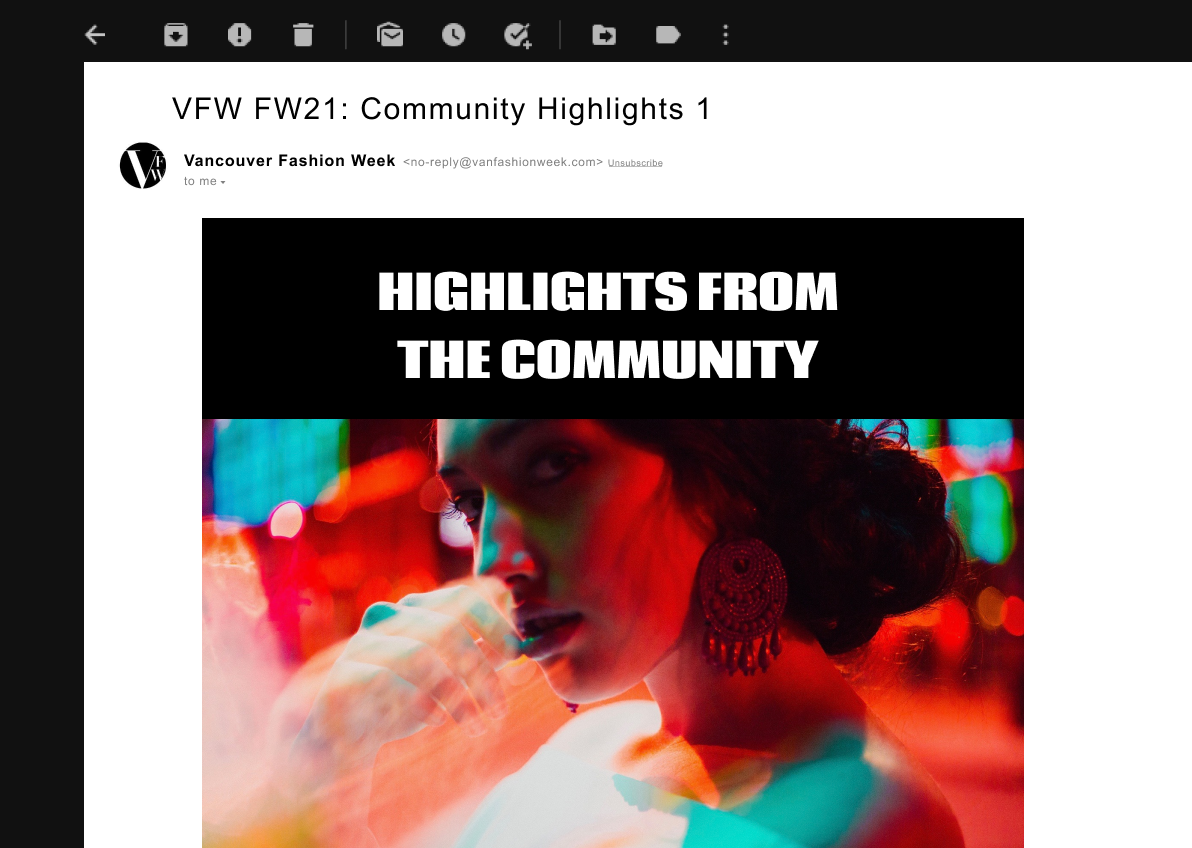 VFW FW21: Community Highlights 1
VFW
Vancouver Fashion Week <no-reply@vanfashionweek.com> Unsubscribe
to me
HIGHLIGHTS FROM
THE COMMUNITY